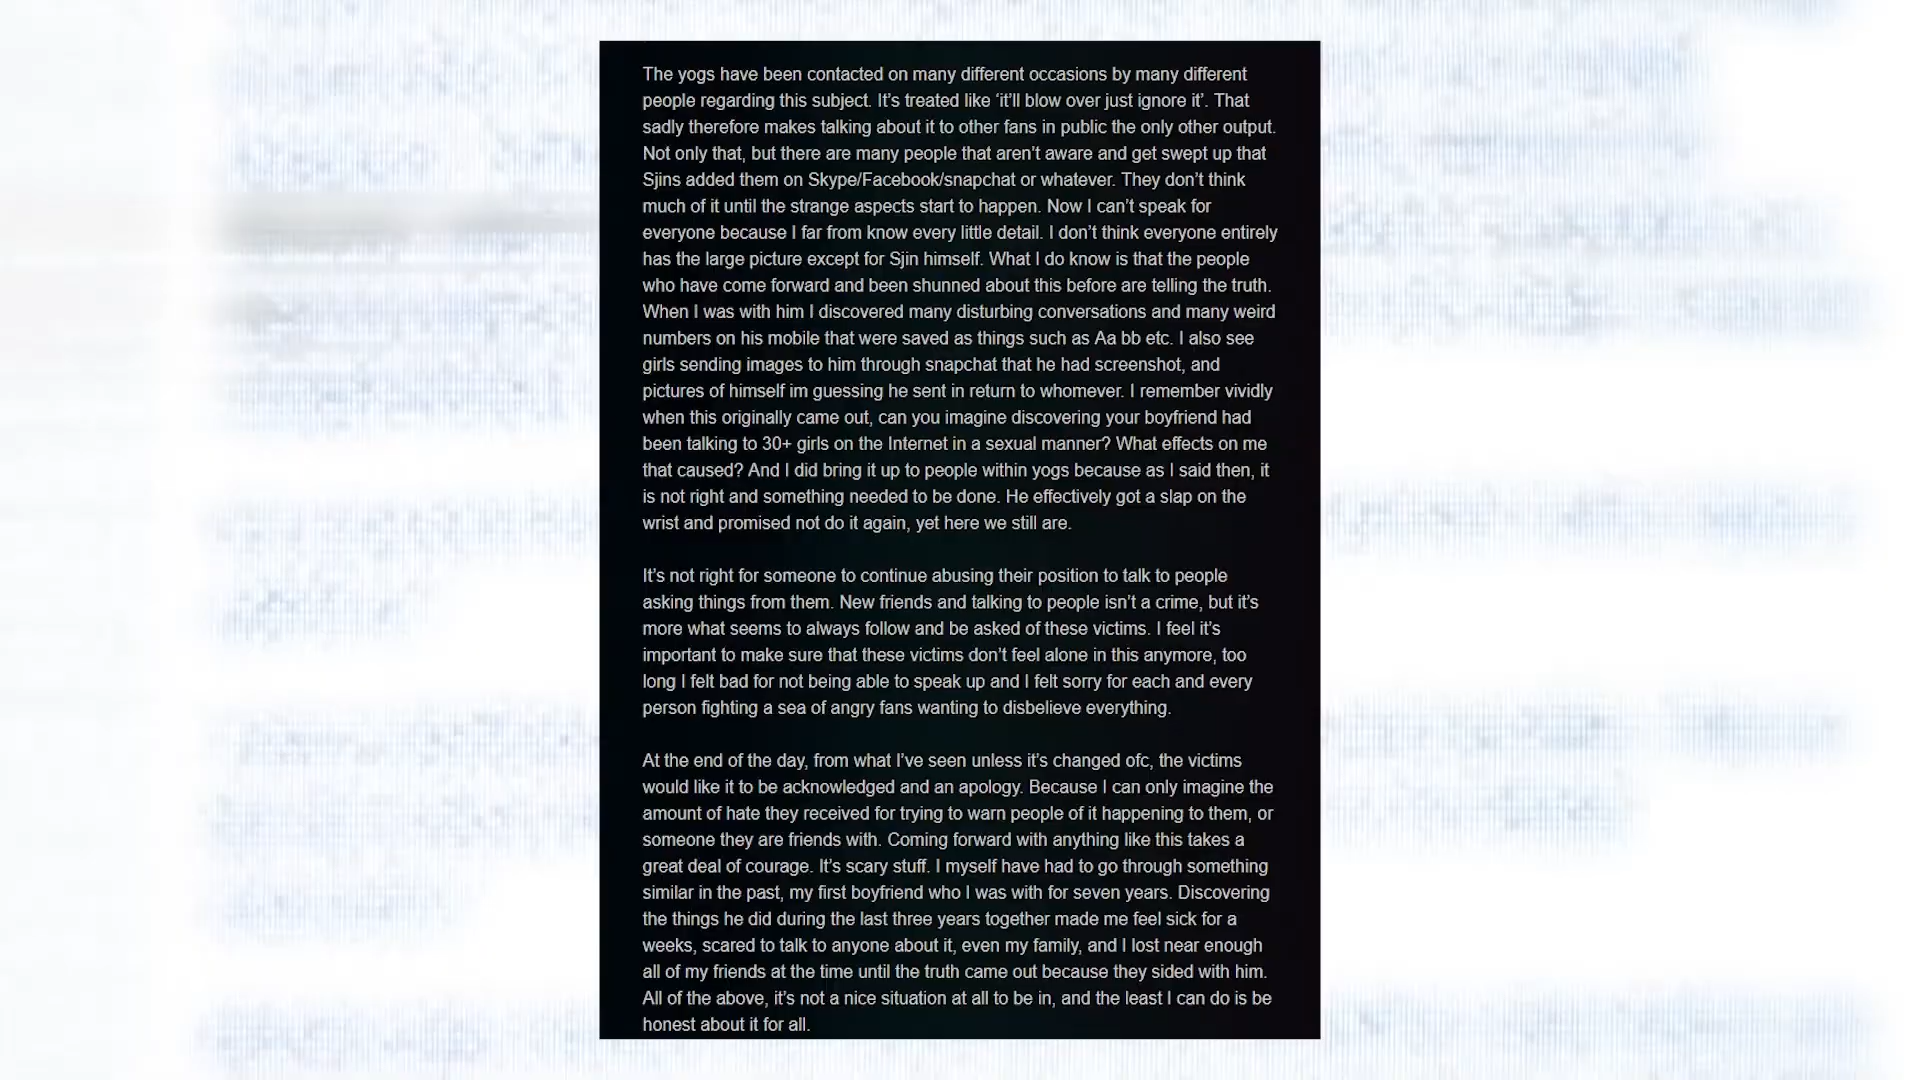 The yogs have been contacted on many different occasions by many different
people regarding this subject. It’s treated like ‘it’ll blow over just ignore it’. That
sadly therefore makes talking about it to other fans in public the only other output.
Not only that, but there are many people that aren’t aware and get swept up that
Sjins added them on Skype/Facebook/snapchat or whatever. They don’t think
much of it until the strange aspects start to happen. Now I can’t speak for
everyone because I far from know every little detail. I don’t think everyone entirely
has the large picture except for Sjin himself. What I do know is that the people
who have come forward and been shunned about this before are telling the truth.
When I was with him I discovered many disturbing conversations and many weird
numbers on his mobile that were saved as things such as Aa bb etc. I also see
girls sending images to him through snapchat that he had screenshot, and
pictures of himself im guessing he sent in return to whomever. I remember vividly
when this originally came out, can you imagine discovering your boyfriend had
been talking to 30+ girls on the Internet in a sexual manner? What effects on me
that caused? And I did bring it up to people within yogs because as I said then, it
is not right and something needed to be done. He effectively got a slap on the
wrist and promised not do it again, yet here we still are.
It’s not right for someone to continue abusing their position to talk to people
asking things from them. New friends and talking to people isn’t a crime, but it’s
more what seems to always follow and be asked of these victims. I feel it’s
important to make sure that these victims don’t feel alone in this anymore, too
long I felt bad for not being able to speak up and I felt sorry for each and every
person fighting a sea of angry fans wanting to disbelieve everything.
At the end of the day, from what I’ve seen unless it’s changed ofc, the victims
would like it to be acknowledged and an apology. Because I can only imagine the
amount of hate they received for trying to warn people of it happening to them, or
someone they are friends with. Coming forward with anything like this takes a
great deal of courage. It’s scary stuff. I myself have had to go through something
similar in the past, my first boyfriend who I was with for seven years. Discovering
the things he did during the last three years together made me feel sick for a
weeks, scared to talk to anyone about it, even my family, and I lost near enough
all of my friends at the time until the truth came out because they sided with him.
All of the above, it’s not a nice situation at all to be in, and the least I can do is be
honest about it for all.